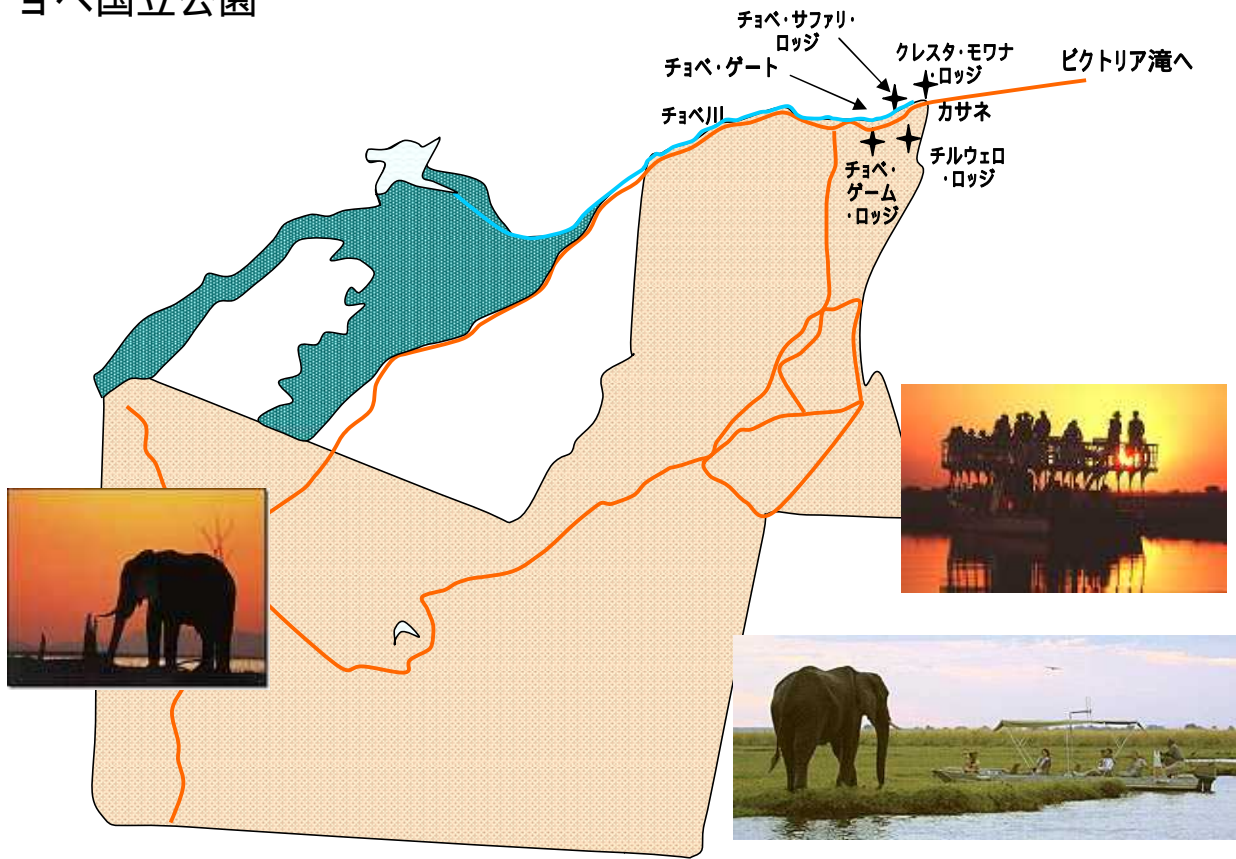 ョベ国立公園
チョベ・サファリ・
ロッジ
クレスタ・モワナ
・ロッジ
ビクトリア滝へ
チョベ・ゲート
チョベ川
カサネ
チョベ・
ゲーム
・ロッジ
チルウェロ
・ロッジ